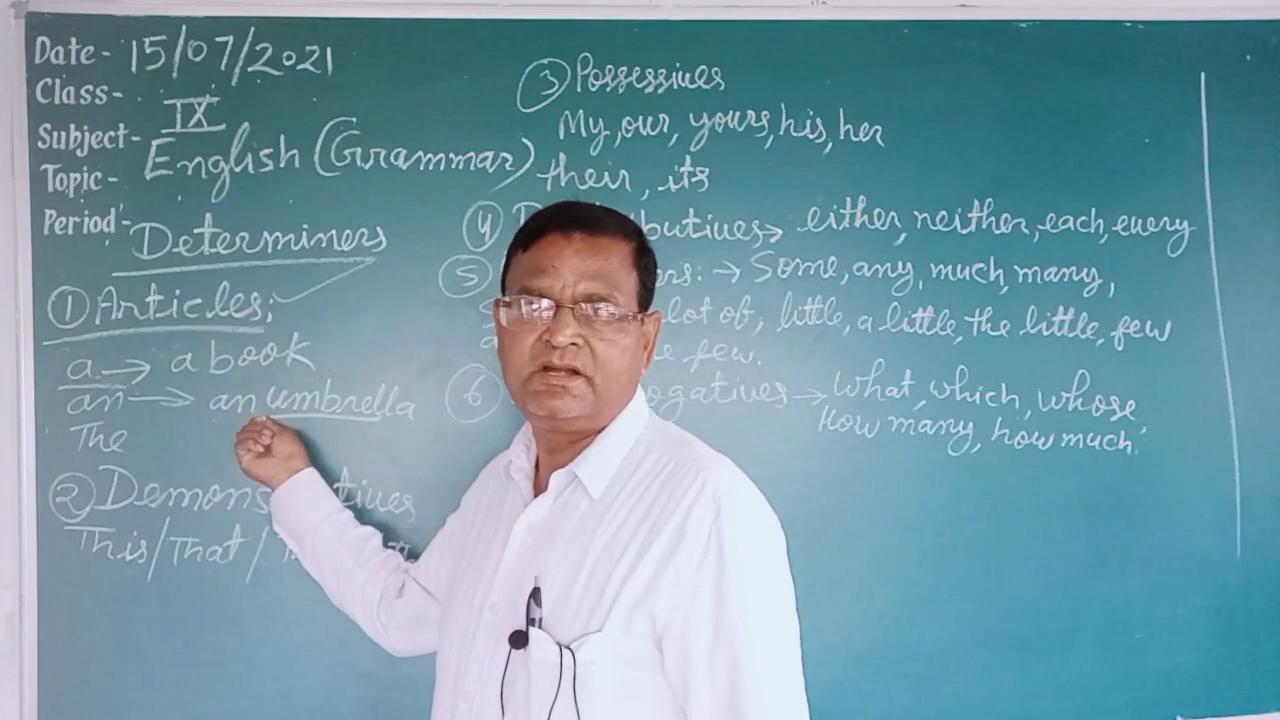 Date- 15/07/2021
Class- IX
Subject- English (Grammar)
Topic-
Period- Determiners
① Articles:
a → a book
an → an umbrella
The
② Demons tives
This/That/
③ Possessives
My, our, yours, his, her
their, its
④ butives → either, neither, each, every
⑤ ers: → Some, any, much, many,
lot of, little, a little, the little, few
few.
⑥ ogatives → What, which, whose
How many, how much.